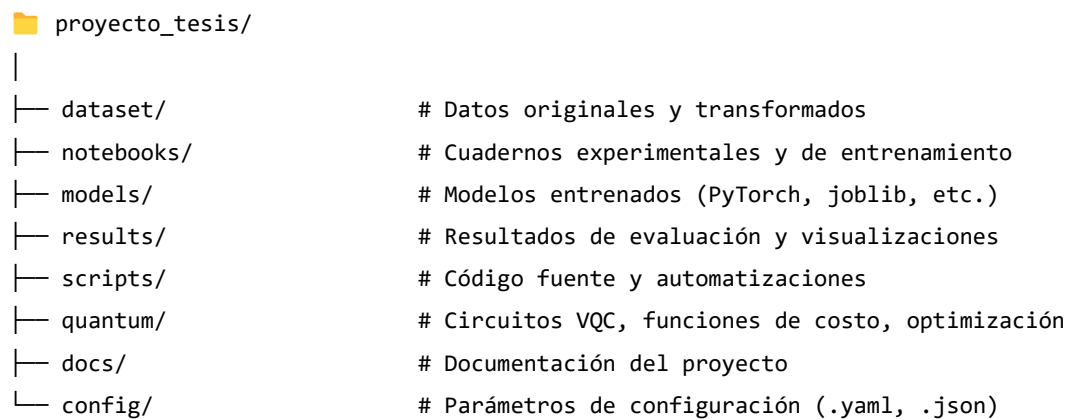 📁 proyecto_tesis/
│
├── dataset/                # Datos originales y transformados
├── notebooks/              # Cuadernos experimentales y de entrenamiento
├── models/                 # Modelos entrenados (PyTorch, joblib, etc.)
├── results/                # Resultados de evaluación y visualizaciones
├── scripts/                # Código fuente y automatizaciones
├── quantum/                # Circuitos VQC, funciones de costo, optimización
├── docs/                   # Documentación del proyecto
└── config/                 # Parámetros de configuración (.yaml, .json)